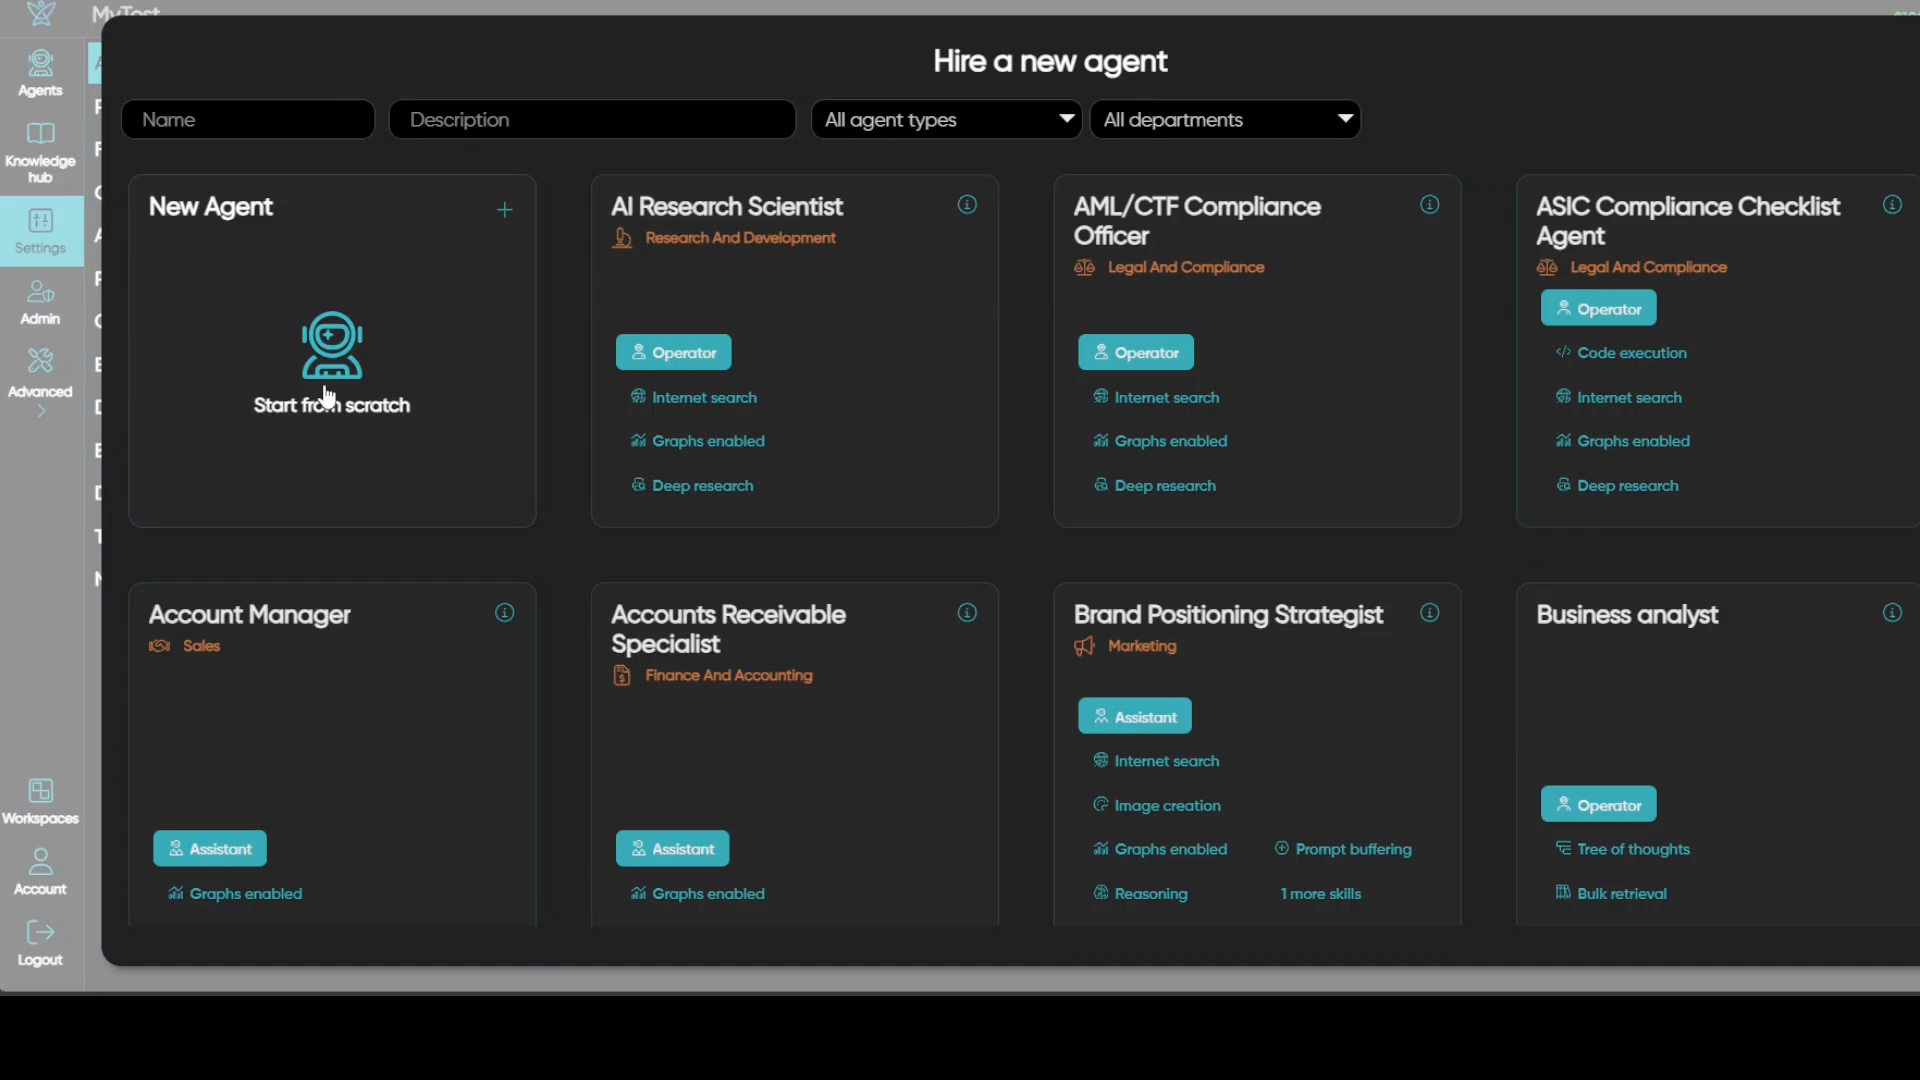 MyTest
Agents
Knowledge
hub
Settings
Admin
Advanced
Workspaces
Account
Logout
Hire a new agent
Name
Description
All agent types
All departments
New Agent
Start from scratch
AI Research Scientist
Research And Development
Operator
Internet search
Graphs enabled
Deep research
AML/CTF Compliance
Officer
Legal And Compliance
Operator
Internet search
Graphs enabled
Deep research
ASIC Compliance Checklist
Agent
Legal And Compliance
Operator
Code execution
Internet search
Graphs enabled
Deep research
Account Manager
Sales
Assistant
Graphs enabled
Accounts Receivable
Specialist
Finance And Accounting
Assistant
Graphs enabled
Brand Positioning Strategist
Marketing
Assistant
Internet search
Image creation
Graphs enabled
Prompt buffering
Reasoning
1 more skills
Business analyst
Operator
Tree of thoughts
Bulk retrieval